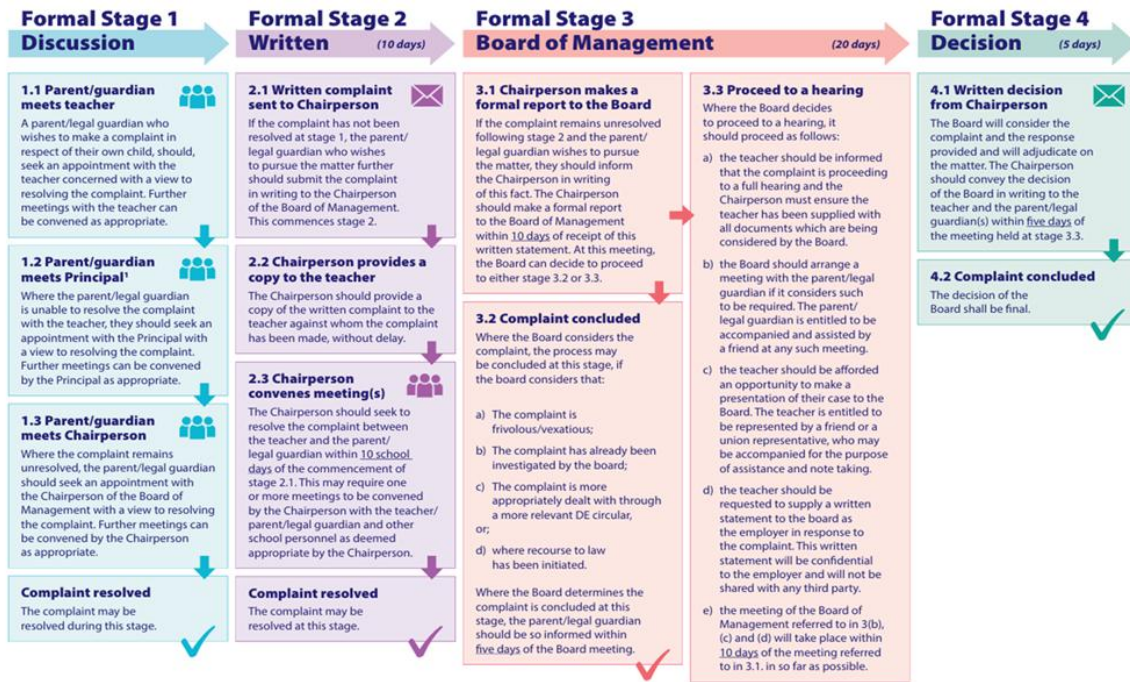 Formal Stage 1
Discussion
1.1 Parent/guardian
meets teacher
A parent/legal guardian who
wishes to make a complaint in
respect of their own child, should,
seek an appointment with the
teacher concerned with a view to
resolving the complaint. Further
meetings with the teacher can
be convened as appropriate.
1.2 Parent/guardian
meets Principal¹
Where the parent/legal guardian
is unable to resolve the complaint
with the teacher, they should seek an
appointment with the Principal with
a view to resolving the complaint.
Further meetings can be convened
by the Principal as appropriate.
1.3 Parent/guardian
meets Chairperson
Where the complaint remains
unresolved, the parent/legal guardian
should seek an appointment with
the Chairperson of the Board of
Management with a view to resolving
the complaint. Further meetings can
be convened by the Chairperson
as appropriate.
Complaint resolved
The complaint may be
resolved during this stage.
Formal Stage 2
Written (10 days)
2.1 Written complaint
sent to Chairperson
If the complaint has not been
resolved at stage 1, the parent/
legal guardian who wishes
to pursue the matter further
should submit the complaint
in writing to the Chairperson
of the Board of Management.
This commences stage 2.
2.2 Chairperson provides a
copy to the teacher
The Chairperson should provide a
copy of the written complaint to the
teacher against whom the complaint
has been made, without delay.
2.3 Chairperson
convenes meeting(s)
The Chairperson should seek to
resolve the complaint between
the teacher and the parent/
legal guardian within 10 school
days of the commencement of
stage 2.1. This may require one
or more meetings to be convened
by the Chairperson with the teacher/
parent/legal guardian and other
school personnel as deemed
appropriate by the Chairperson.
Complaint resolved
The complaint may be
resolved at this stage.
Formal Stage 3
Board of Management (20 days)
3.1 Chairperson makes a
formal report to the Board
If the complaint remains unresolved
following stage 2 and the parent/
legal guardian wishes to pursue
the matter, they should inform
the Chairperson in writing
of this fact. The Chairperson
should make a formal report
to the Board of Management
within 10 days of receipt of this
written statement. At this meeting,
the Board can decide to proceed
to either stage 3.2 or 3.3.
3.2 Complaint concluded
Where the Board considers the
complaint, the process may
be concluded at this stage, if
the board considers that:
a) The complaint is
frivolous/vexatious;
b) The complaint has already been
investigated by the board;
c) The complaint is more
appropriately dealt with through
a more relevant DE circular,
or;
d) where recourse to law
has been initiated.
Where the Board determines the
complaint is concluded at this
stage, the parent/legal guardian
should be so informed within
five days of the Board meeting.
3.3 Proceed to a hearing
Where the Board decides
to proceed to a hearing, it
should proceed as follows:
a) the teacher should be informed
that the complaint is proceeding
to a full hearing and the
Chairperson must ensure the
teacher has been supplied with
all documents which are being
considered by the Board.
b) the Board should arrange a
meeting with the parent/legal
guardian if it considers such
to be required. The parent/
legal guardian is entitled to be
accompanied and assisted by
a friend at any such meeting.
c) the teacher should be afforded
an opportunity to make a
presentation of their case to the
Board. The teacher is entitled to
be represented by a friend or a
union representative, who may
be accompanied for the purpose
of assistance and note taking.
d) the teacher should be
requested to supply a written
statement to the board as
the employer in response to
the complaint. This written
statement will be confidential
to the employer and will not be
shared with any third party.
e) the meeting of the Board of
Management referred to in 3(b),
(c) and (d) will take place within
10 days of the meeting referred
to in 3.1. in so far as possible.
Formal Stage 4
Decision (5 days)
4.1 Written decision
from Chairperson
The Board will consider the
complaint and the response
provided and will adjudicate on
the matter. The Chairperson
should convey the decision
of the Board in writing to the
teacher and the parent/legal
guardian(s) within five days of
the meeting held at stage 3.3.
4.2 Complaint concluded
The decision of the
Board shall be final.